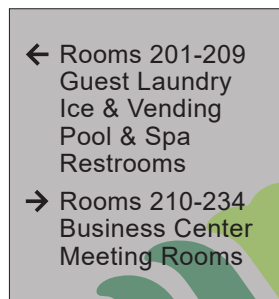 ← Rooms 201-209
Guest Laundry
Ice & Vending
Pool & Spa
Restrooms
→ Rooms 210-234
Business Center
Meeting Rooms